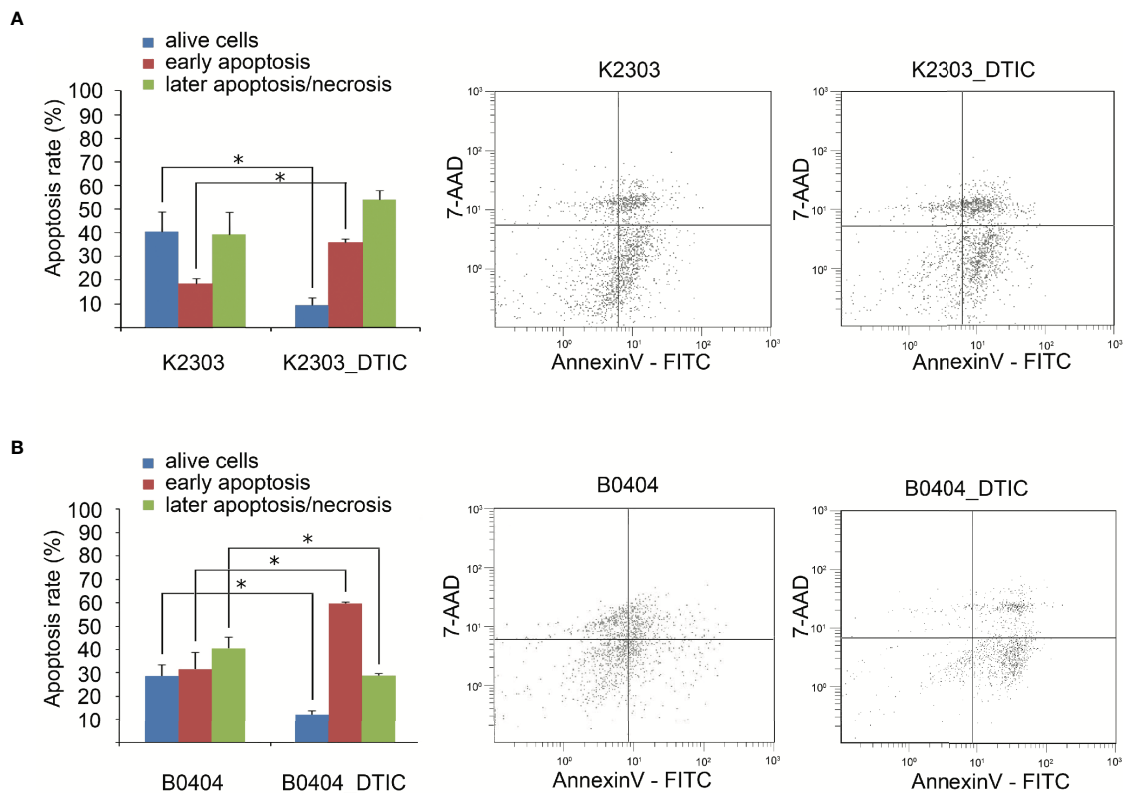 A
alive cells
early apoptosis
later apoptosis/necrosis
Apoptosis rate (%)
100
90
80
70
60
50
40
30
20
10
*
*
K2303
K2303_DTIC
K2303
7-AAD
10³
10²
10¹
10⁰
10⁰
10¹
10²
10³
AnnexinV - FITC
K2303_DTIC
7-AAD
10³
10²
10¹
10⁰
10⁰
10¹
10²
10³
AnnexinV - FITC
B
alive cells
early apoptosis
later apoptosis/necrosis
Apoptosis rate (%)
100
90
80
70
60
50
40
30
20
10
*
*
*
B0404
B0404_DTIC
B0404
7-AAD
10³
10²
10¹
10⁰
10⁰
10¹
10²
10³
AnnexinV - FITC
B0404_DTIC
7-AAD
10³
10²
10¹
10⁰
10⁰
10¹
10²
10³
AnnexinV - FITC